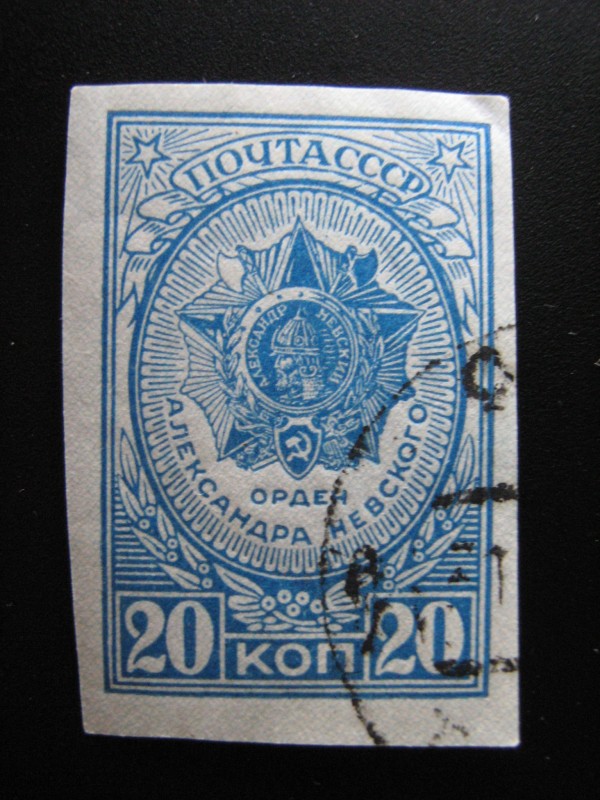 ПОЧТА СССР
АЛЕКСАНДР НЕВСКИЙ
ОРДЕН
АЛЕКСАНДРА НЕВСКОГО
20 КОП 20